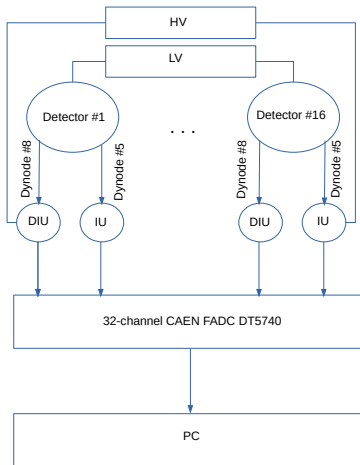 HV
LV
Detector #1
. . .
Detector #16
Dynode #8
Dynode #5
Dynode #8
Dynode #5
DIU
IU
DIU
IU
32-channel CAEN FADC DT5740
PC